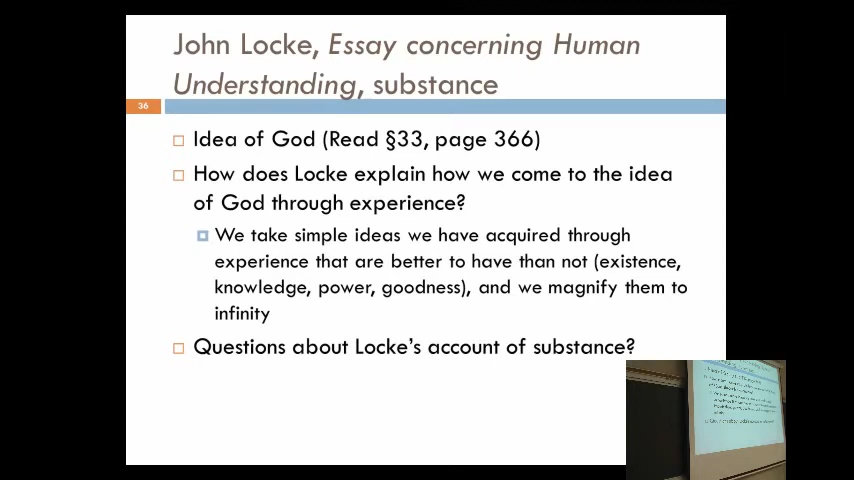 John Locke, Essay concerning Human
Understanding, substance
36
Idea of God (Read §33, page 366)
How does Locke explain how we come to the idea
of God through experience?
We take simple ideas we have acquired through
experience that are better to have than not (existence,
knowledge, power, goodness), and we magnify them to
infinity
Questions about Locke's account of substance?